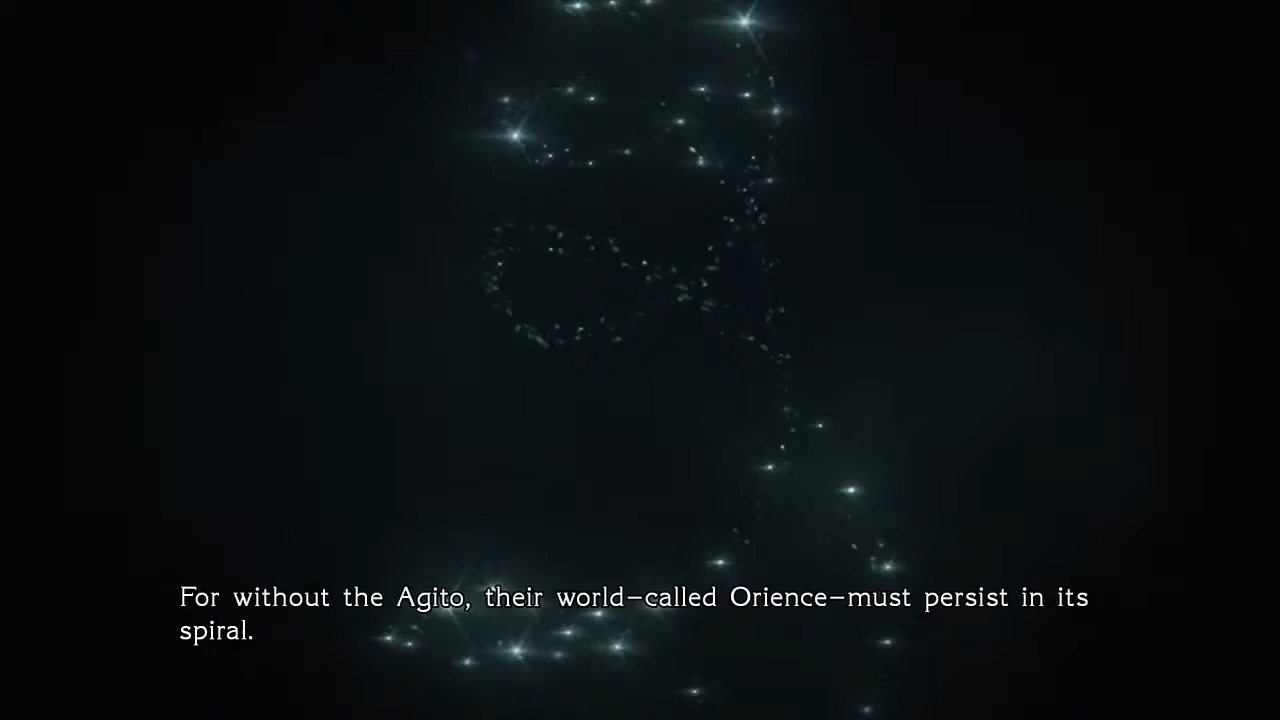 For without the Agito, their world—called Orience—must persist in its
spiral.